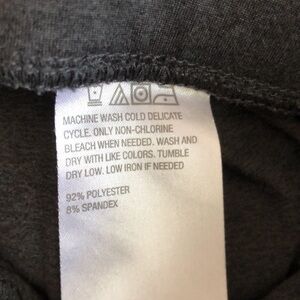 MACHINE WASH COLD DELICATE
CYCLE. ONLY NON-CHLORINE
BLEACH WHEN NEEDED. WASH AND
DRY WITH LIKE COLORS. TUMBLE
DRY LOW. LOW IRON IF NEEDED
92% POLYESTER
8% SPANDEX